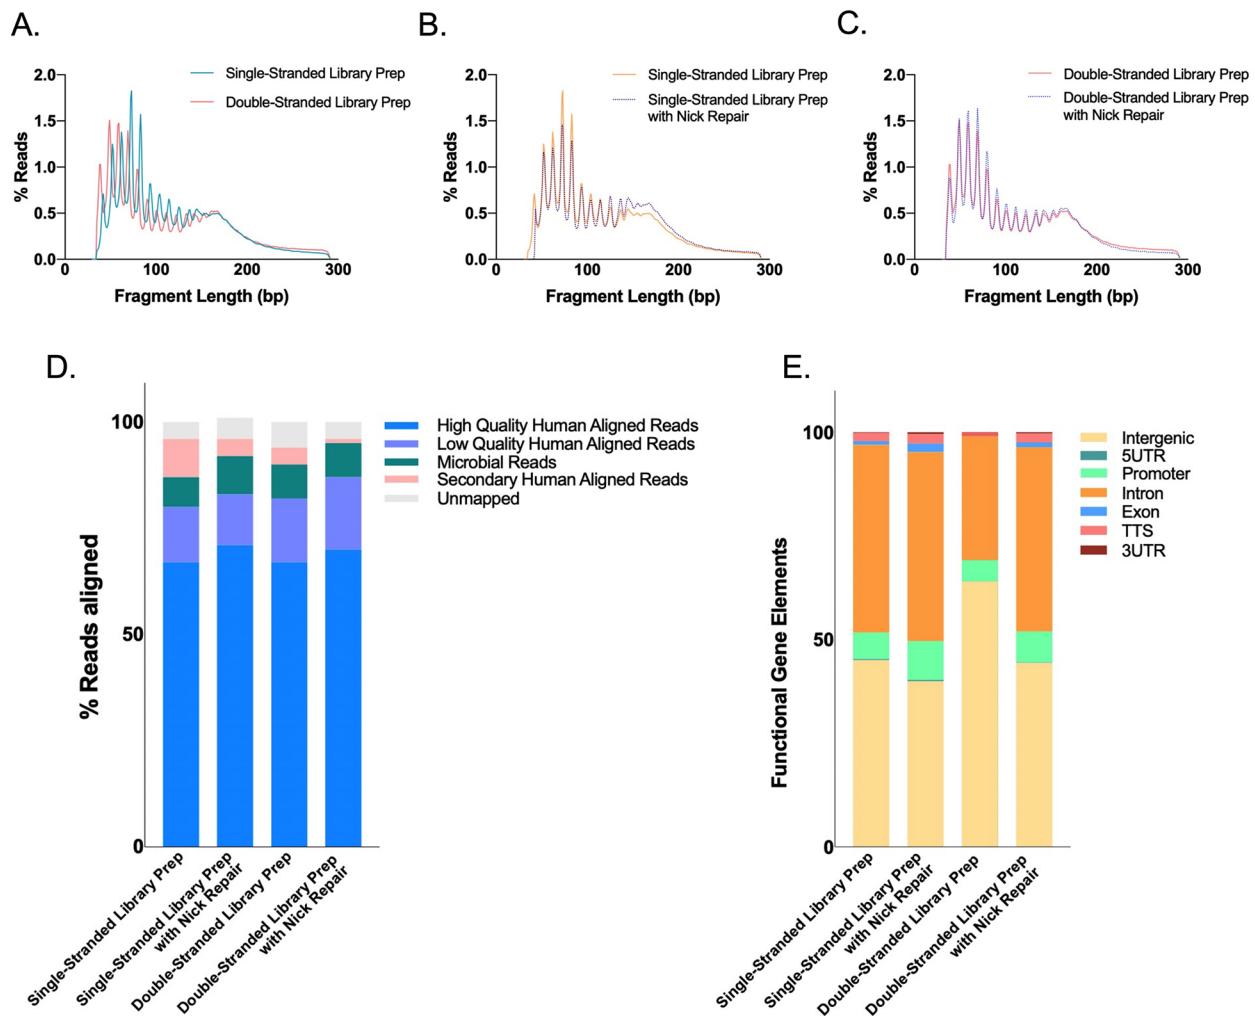 A.
2.0
1.5
1.0
0.5
0.0
% Reads
0
100
200
300
Fragment Length (bp)
Single-Stranded Library Prep
Double-Stranded Library Prep
B.
2.0
1.5
1.0
0.5
0.0
% Reads
0
100
200
300
Fragment Length (bp)
Single-Stranded Library Prep
Single-Stranded Library Prep
with Nick Repair
C.
2.0
1.5
1.0
0.5
0.0
% Reads
0
100
200
300
Fragment Length (bp)
Double-Stranded Library Prep
Double-Stranded Library Prep
with Nick Repair
D.
100
50
0
% Reads aligned
High Quality Human Aligned Reads
Low Quality Human Aligned Reads
Microbial Reads
Secondary Human Aligned Reads
Unmapped
Single-Stranded Library Prep
Single-Stranded Library Prep
with Nick Repair
Double-Stranded Library Prep
Double-Stranded Library Prep
with Nick Repair
E.
100
50
0
Functional Gene Elements
Intergenic
5UTR
Promoter
Intron
Exon
TTS
3UTR
Single-Stranded Library Prep
Single-Stranded Library Prep
with Nick Repair
Double-Stranded Library Prep
Double-Stranded Library Prep
with Nick Repair